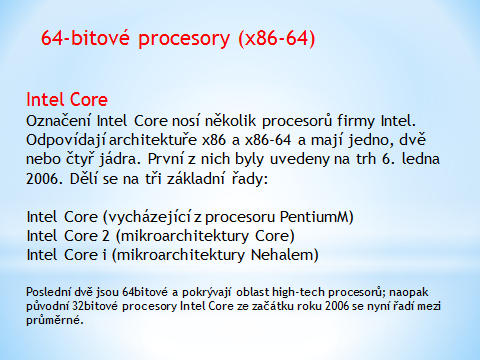 64-bitové procesory (x86-64)
Intel Core
Označení Intel Core nosí několik procesorů firmy Intel.
Odpovídají architektuře x86 a x86-64 a mají jedno, dvě
nebo čtyř jádra. První z nich byly uvedeny na trh 6. ledna
2006. Dělí se na tři základní řady:
Intel Core (vycházející z procesoru PentiumM)
Intel Core 2 (mikroarchitektury Core)
Intel Core i (mikroarchitektury Nehalem)
Poslední dvě jsou 64bitové a pokrývají oblast high-tech procesorů; naopak
původní 32bitové procesory Intel Core ze začátku roku 2006 se nyní řadí mezi
průměrné.